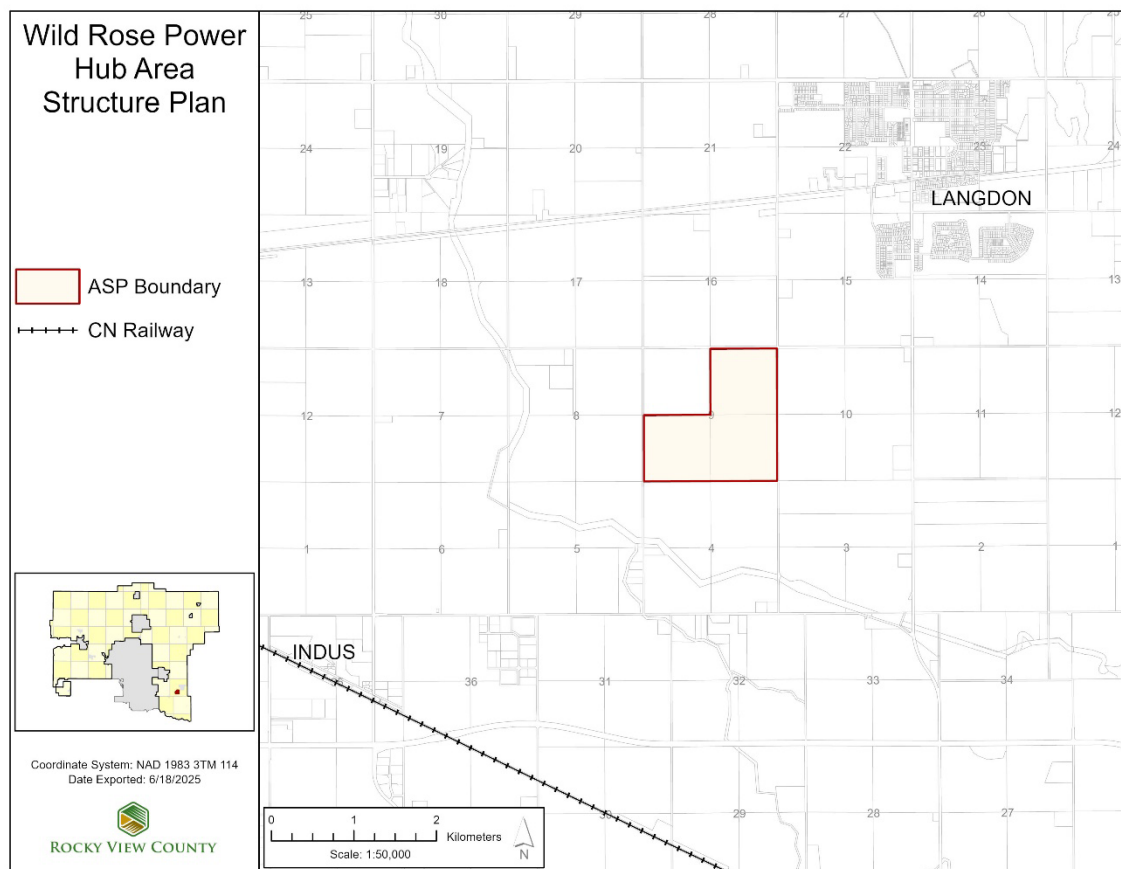 Wild Rose Power
Hub Area
Structure Plan
ASP Boundary
CN Railway
Coordinate System: NAD 1983 3TM 114
Date Exported: 6/18/2025
ROCKY VIEW COUNTY
25 30 29 28 27 26 25
24 19 20 21 22 23 24
LANGDON
13 18 17 16 15 14 13
12 7 8 9 10 11 12
1 6 5 4 3 2 1
INDUS
35 36 31 32 33 34
30 29 28 27
0 1 2
Kilometers
Scale: 1:50,000
N